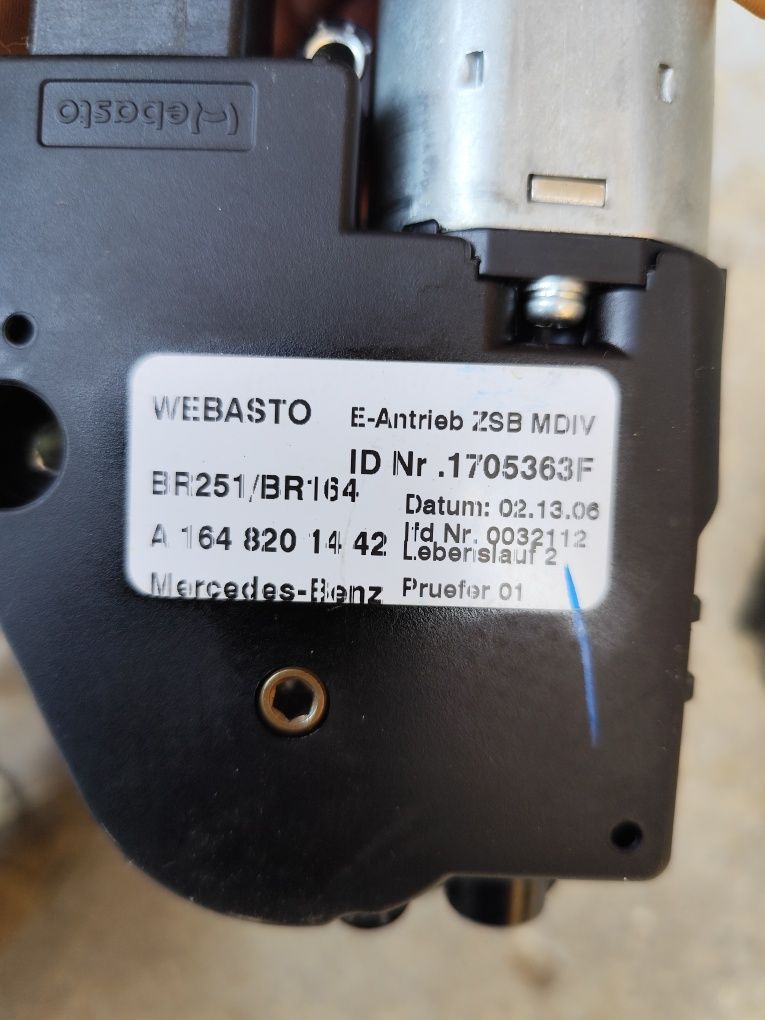 Webasto
WEBASTO E-Antrieb ZSB MDIV
ID Nr .1705363F
BR251/BR164
Datum: 02.13.06
A 164 820 14 42 lfd Nr. 0032112
Lebenslauf 2
Mercedes-Benz Pruefer 01